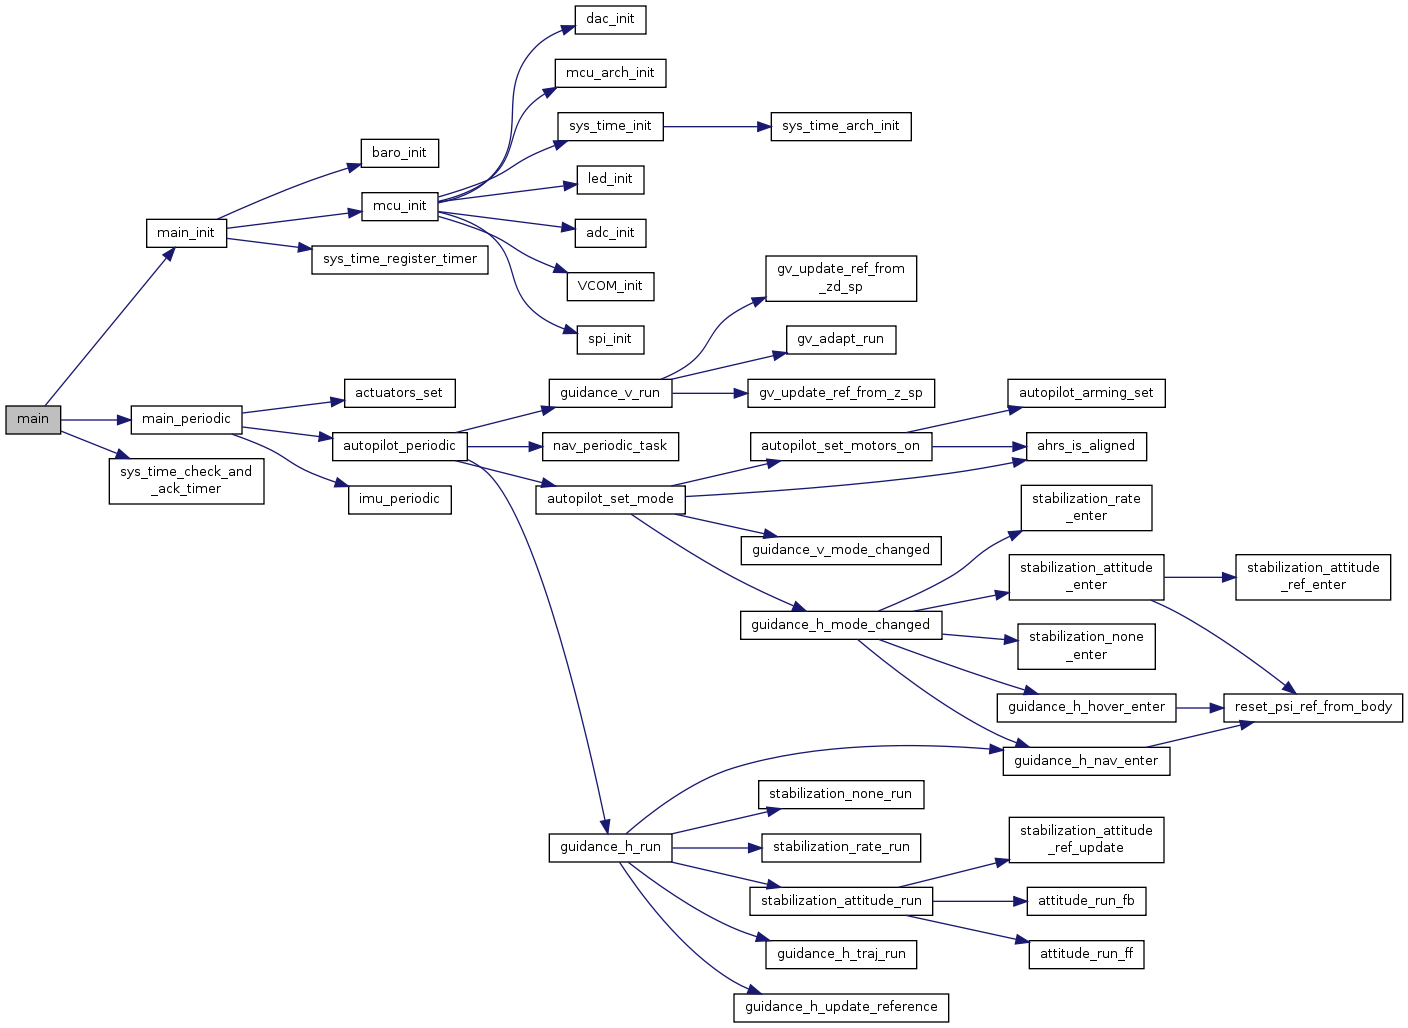 dac_init
mcu_arch_init
sys_time_init
sys_time_arch_init
baro_init
led_init
mcu_init
main_init
adc_init
sys_time_register_timer
gv_update_ref_from
_zd_sp
VCOM_init
spi_init
gv_adapt_run
actuators_set
guidance_v_run
gv_update_ref_from_z_sp
autopilot_arming_set
main
main_periodic
autopilot_periodic
nav_periodic_task
autopilot_set_motors_on
ahrs_is_aligned
sys_time_check_and
_ack_timer
imu_periodic
autopilot_set_mode
stabilization_rate
_enter
guidance_v_mode_changed
stabilization_attitude
_enter
stabilization_attitude
_ref_enter
guidance_h_mode_changed
stabilization_none
_enter
guidance_h_hover_enter
reset_psi_ref_from_body
guidance_h_nav_enter
stabilization_none_run
guidance_h_run
stabilization_rate_run
stabilization_attitude
_ref_update
stabilization_attitude_run
attitude_run_fb
guidance_h_traj_run
attitude_run_ff
guidance_h_update_reference